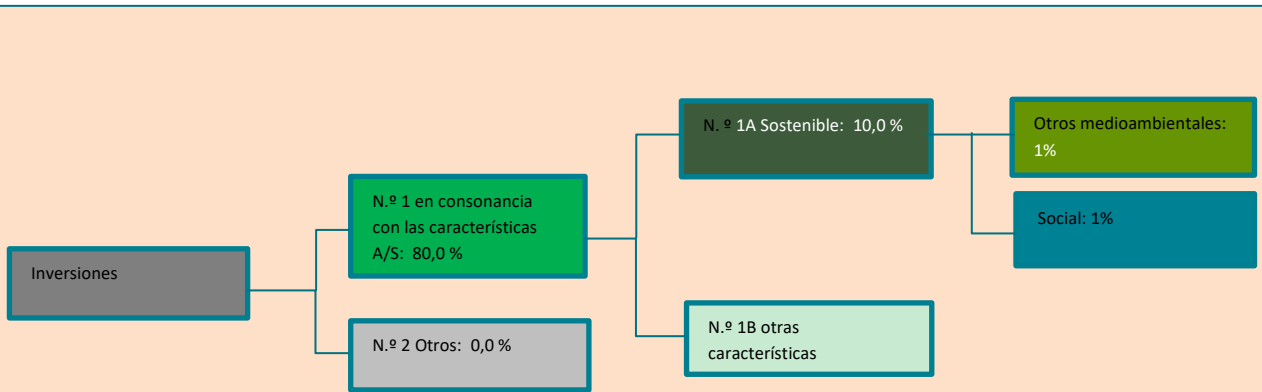 Inversiones
N.º 1 en consonancia
con las características
A/S: 80,0 %
N.º 2 Otros: 0,0 %
N. º 1A Sostenible: 10,0 %
N.º 1B otras
características
Otros medioambientales:
1%
Social: 1%